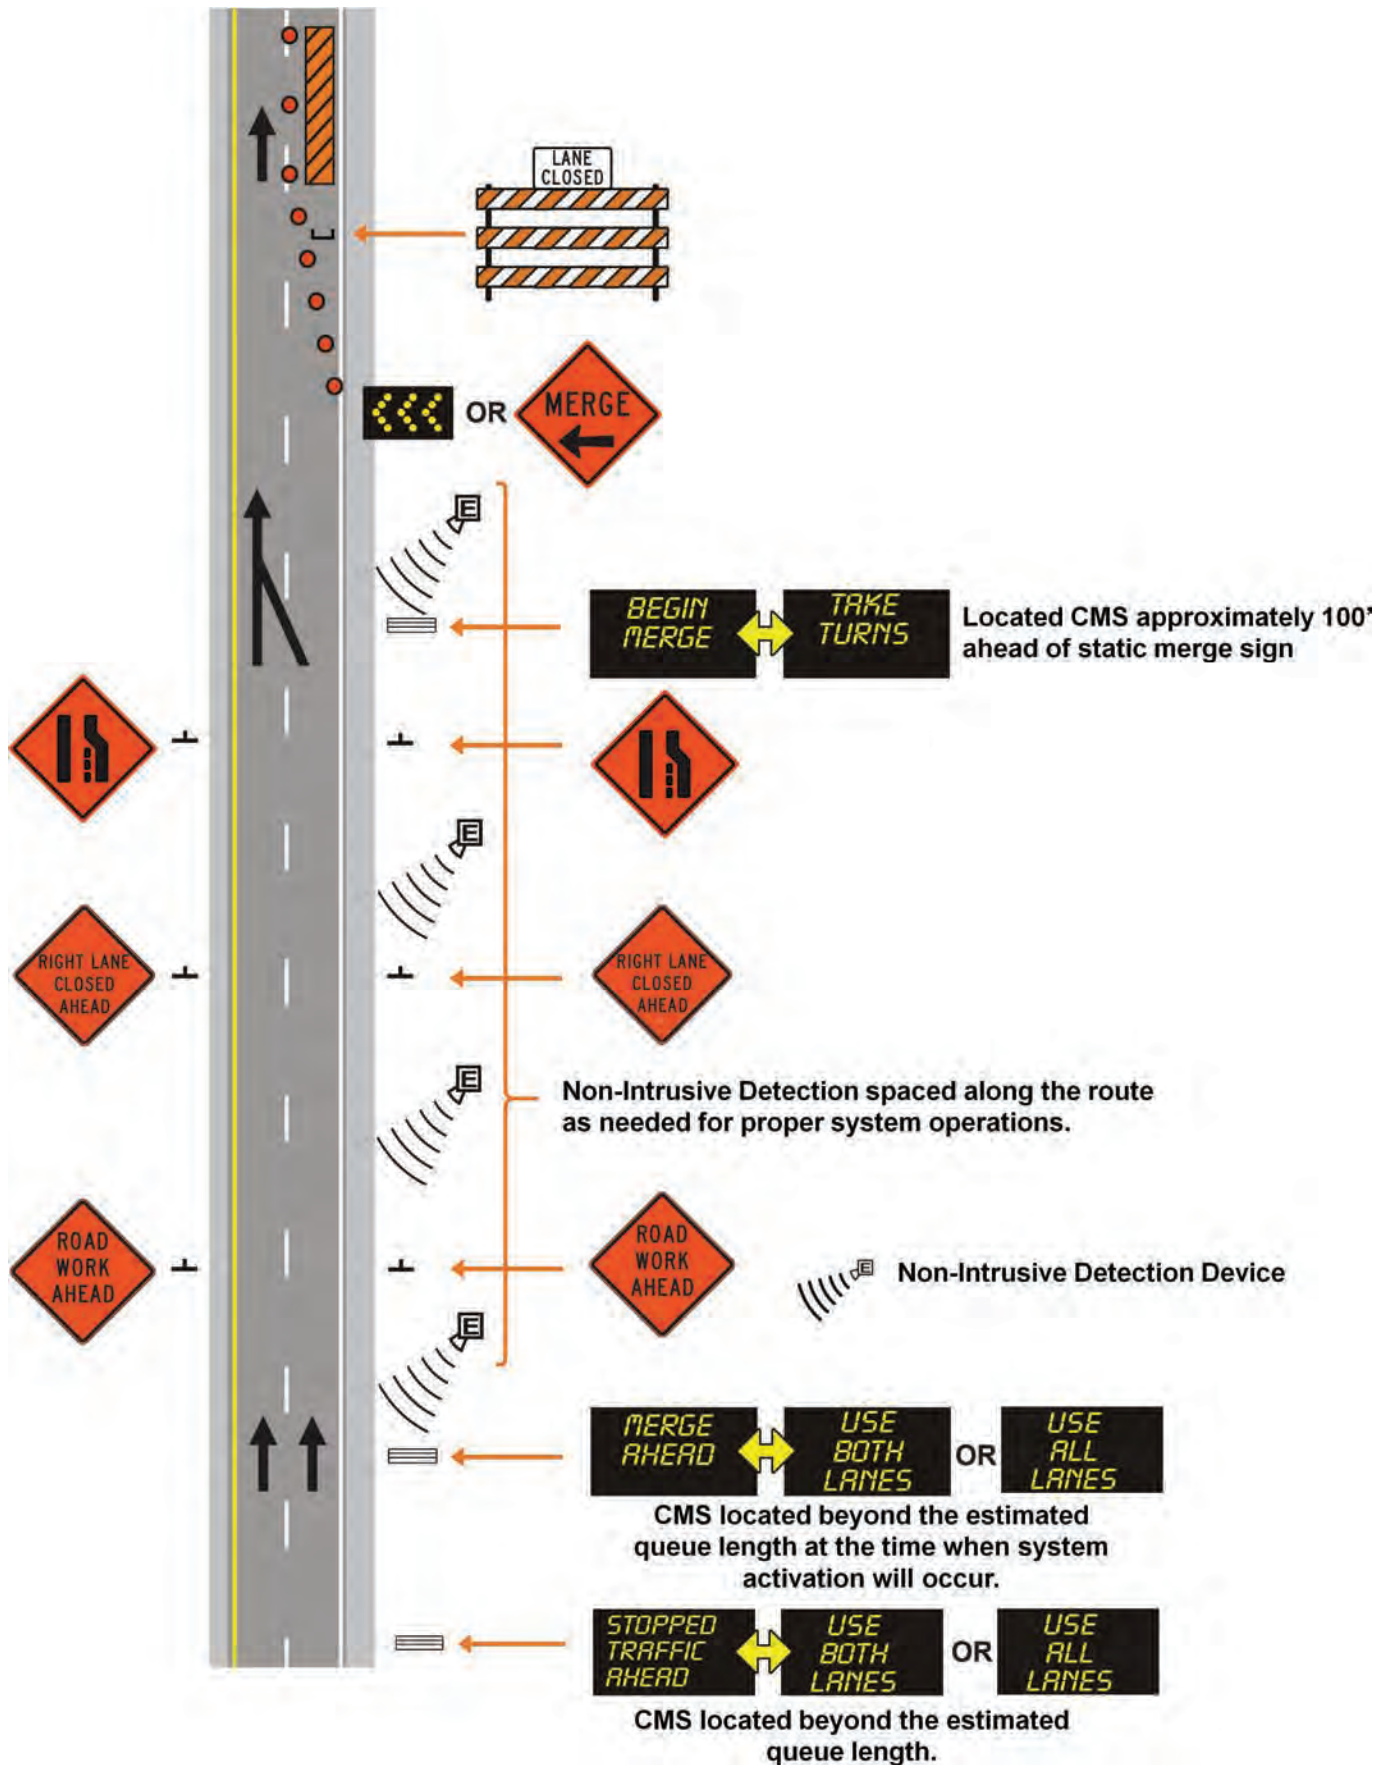 LANE
CLOSED
OR
MERGE
E
BEGIN
MERGE
TAKE
TURNS
Located CMS approximately 100'
ahead of static merge sign
E
RIGHT LANE
CLOSED
AHEAD
RIGHT LANE
CLOSED
AHEAD
E
Non-Intrusive Detection spaced along the route
as needed for proper system operations.
ROAD
WORK
AHEAD
ROAD
WORK
AHEAD
E
Non-Intrusive Detection Device
E
MERGE
AHEAD
USE
BOTH
LANES
OR
USE
ALL
LANES
CMS located beyond the estimated
queue length at the time when system
activation will occur.
STOPPED
TRAFFIC
AHEAD
USE
BOTH
LANES
OR
USE
ALL
LANES
CMS located beyond the estimated
queue length.